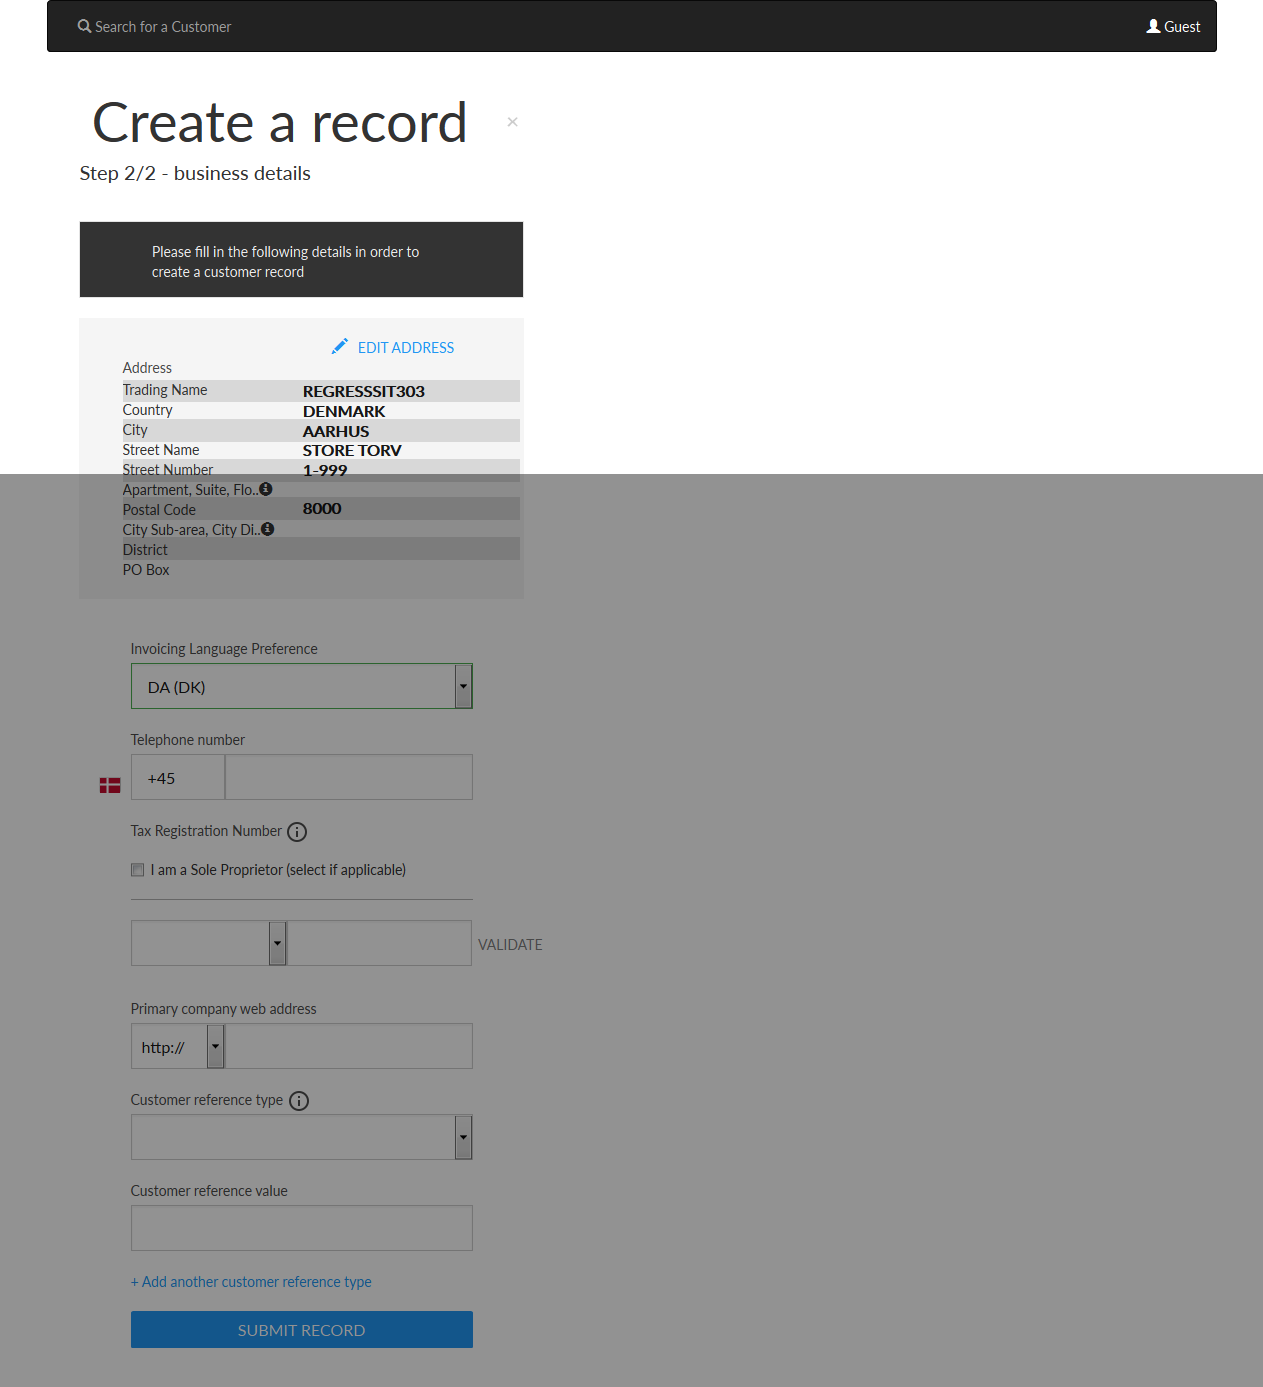 Search for a Customer
Guest
Create a record
×
Step 2/2 - business details
Please fill in the following details in order to
create a customer record
EDIT ADDRESS
Address
Trading Name REGRESSSIT303
Country DENMARK
City AARHUS
Street Name STORE TORV
Street Number 1-999
Apartment, Suite, Flo..
Postal Code 8000
City Sub-area, City Di..
District
PO Box
Invoicing Language Preference
DA (DK)
Telephone number
+45
Tax Registration Number
I am a Sole Proprietor (select if applicable)
VALIDATE
Primary company web address
http://
Customer reference type
Customer reference value
+ Add another customer reference type
SUBMIT RECORD